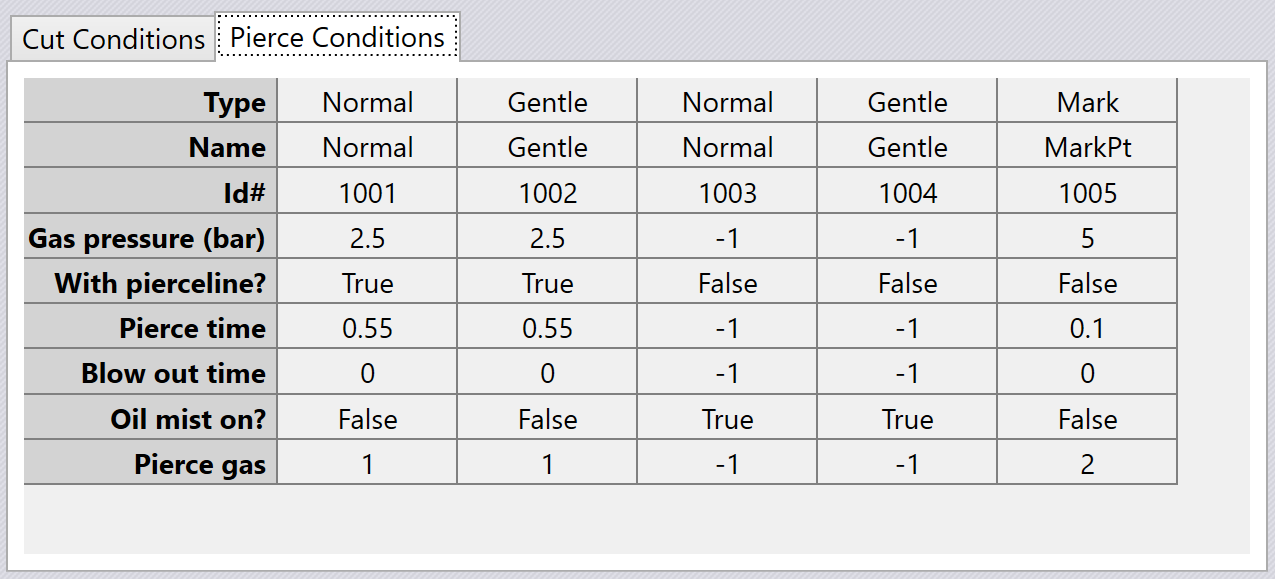 Cut Conditions Pierce Conditions
Type Normal Gentle Normal Gentle Mark
Name Normal Gentle Normal Gentle MarkPt
Id# 1001 1002 1003 1004 1005
Gas pressure (bar) 2.5 2.5 -1 -1 5
With pierceline? True True False False False
Pierce time 0.55 0.55 -1 -1 0.1
Blow out time 0 0 -1 -1 0
Oil mist on? False False True True False
Pierce gas 1 1 -1 -1 2